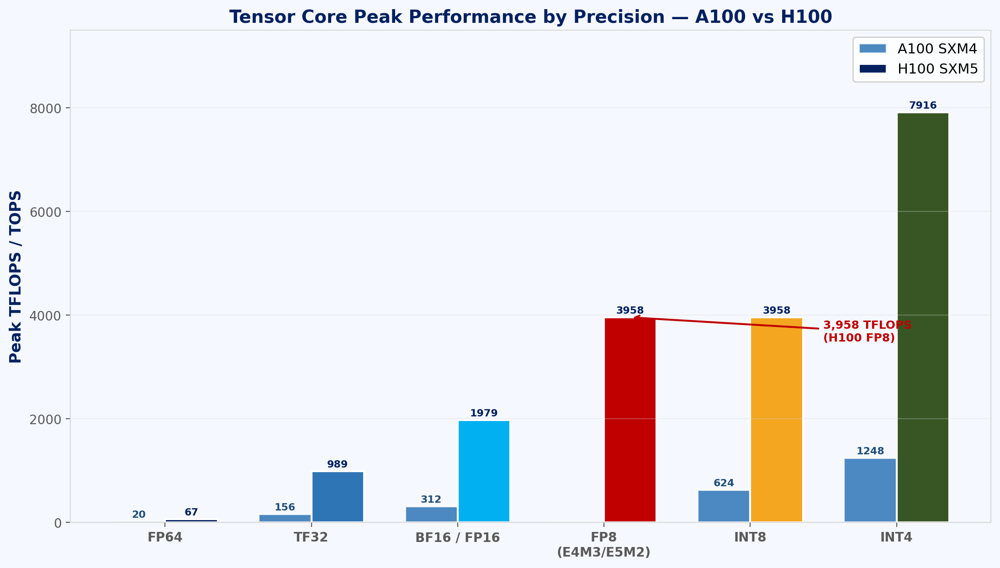 Tensor Core Peak Performance by Precision — A100 vs H100
A100 SXM4
H100 SXM5
Peak TFLOPS / TOPS
8000
6000
4000
2000
0
20
67
156
989
312
1979
3958
624
3958
1248
7916
3,958 TFLOPS
(H100 FP8)
FP64
TF32
BF16 / FP16
FP8
(E4M3/E5M2)
INT8
INT4